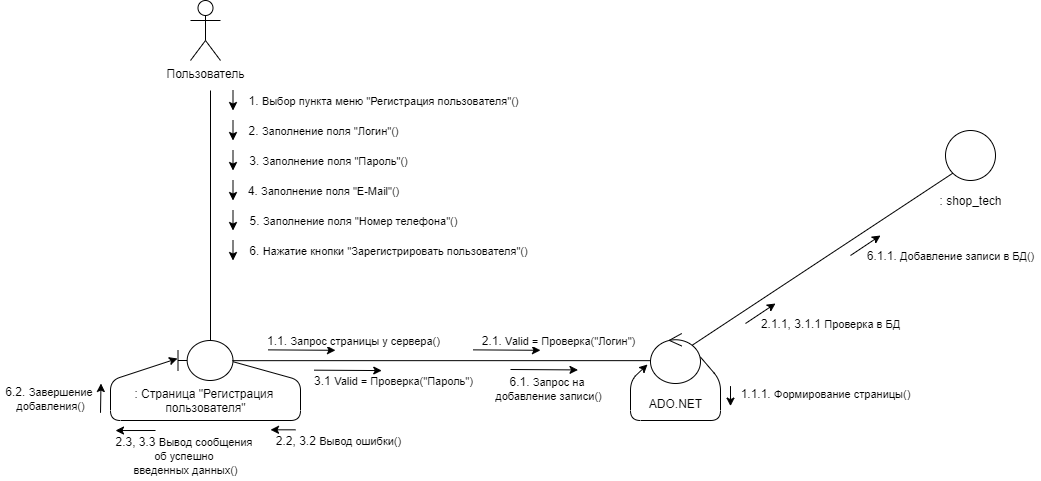 Пользователь
1. Выбор пункта меню "Регистрация пользователя"()
2. Заполнение поля "Логин"()
3. Заполнение поля "Пароль"()
4. Заполнение поля "E-Mail"()
5. Заполнение поля "Номер телефона"()
6. Нажатие кнопки "Зарегистрировать пользователя"()
: shop_tech
6.1.1. Добавление записи в БД()
2.1.1, 3.1.1 Проверка в БД
1.1. Запрос страницы у сервера()
2.1. Valid = Проверка("Логин")
3.1 Valid = Проверка("Пароль")
6.1. Запрос на
добавление записи()
6.2. Завершение
добавления()
: Страница "Регистрация
пользователя"
ADO.NET
1.1.1. Формирование страницы()
2.3, 3.3 Вывод сообщения
об успешно
введенных данных()
2.2, 3.2 Вывод ошибки()